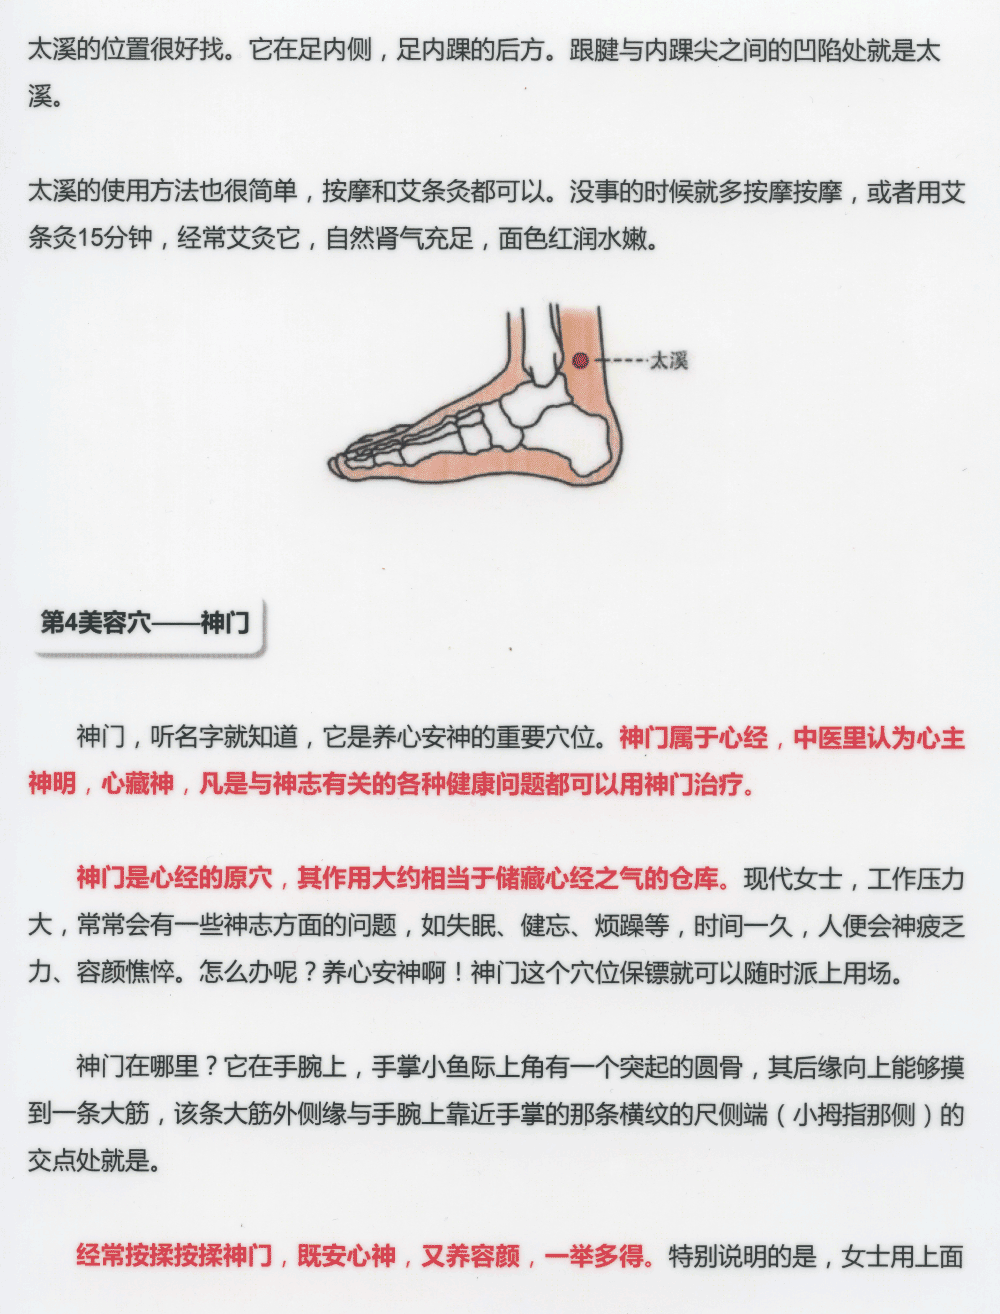 太溪的位置很好找。它在足内侧，足内踝的后方。跟腱与内踝尖之间的凹陷处就是太
溪。
太溪的使用方法也很简单，按摩和艾条灸都可以。没事的时候就多按摩按摩，或者用艾
条灸15分钟，经常艾灸它，自然肾气充足，面色红润水嫩。
太溪
第4美容穴——神门
神门，听名字就知道，它是养心安神的重要穴位。神门属于心经，中医里认为心主
神明，心藏神，凡是与神志有关的各种健康问题都可以用神门治疗。
神门是心经的原穴，其作用大约相当于储藏心经之气的仓库。现代女士，工作压力
大，常常会有一些神志方面的问题，如失眠、健忘、烦躁等，时间一久，人便会神疲乏
力、容颜憔悴。怎么办呢？养心安神啊！神门这个穴位保镖就可以随时派上用场。
神门在哪里？它在手腕上，手掌小鱼际上角有一个突起的圆骨，其后缘向上能够摸
到一条大筋，该条大筋外侧缘与手腕上靠近手掌的那条横纹的尺侧端（小拇指那侧）的
交点处就是。
经常按揉按揉神门，既安心神，又养容颜，一举多得。特别说明的是，女士用上面